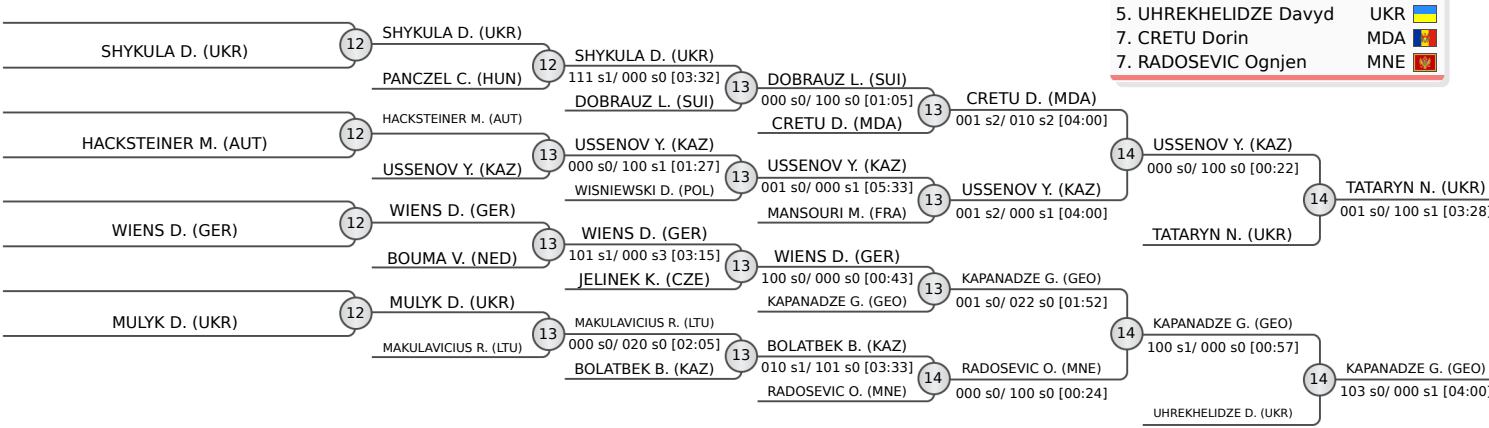 5. UHREKHELIDZE Davyd UKR
7. CRETU Dorin MDA
7. RADOSEVIC Ognjen MNE
SHYKULA D. (UKR)
12
HACKSTEINER M. (AUT)
12
WIENS D. (GER)
12
MULYK D. (UKR)
12
SHYKULA D. (UKR)
12
PANCZEL C. (HUN)
HACKSTEINER M. (AUT)
13
USSENOV Y. (KAZ)
WIENS D. (GER)
13
BOUMA V. (NED)
MULYK D. (UKR)
13
MAKULAVICIUS R. (LTU)
SHYKULA D. (UKR)
111 s1/ 000 s0 [03:32]
13
DOBRAUZ L. (SUI)
USSENOV Y. (KAZ)
000 s0/ 100 s1 [01:27]
13
WISNIEWSKI D. (POL)
WIENS D. (GER)
101 s1/ 000 s3 [03:15]
13
JELINEK K. (CZE)
MAKULAVICIUS R. (LTU)
000 s0/ 020 s0 [02:05]
13
BOLATBEK B. (KAZ)
DOBRAUZ L. (SUI)
000 s0/ 100 s0 [01:05]
13
CRETU D. (MDA)
USSENOV Y. (KAZ)
001 s0/ 000 s1 [05:33]
13
MANSOURI M. (FRA)
WIENS D. (GER)
100 s0/ 000 s0 [00:43]
13
KAPANADZE G. (GEO)
BOLATBEK B. (KAZ)
010 s1/ 101 s0 [03:33]
14
RADOSEVIC O. (MNE)
CRETU D. (MDA)
001 s2/ 010 s2 [04:00]
14
USSENOV Y. (KAZ)
001 s2/ 000 s1 [04:00]
KAPANADZE G. (GEO)
001 s0/ 022 s0 [01:52]
14
RADOSEVIC O. (MNE)
000 s0/ 100 s0 [00:24]
USSENOV Y. (KAZ)
000 s0/ 100 s0 [00:22]
14
TATARYN N. (UKR)
KAPANADZE G. (GEO)
100 s1/ 000 s0 [00:57]
14
UHREKHELIDZE D. (UKR)
TATARYN N. (UKR)
001 s0/ 100 s1 [03:28]
KAPANADZE G. (GEO)
103 s0/ 000 s1 [04:00]